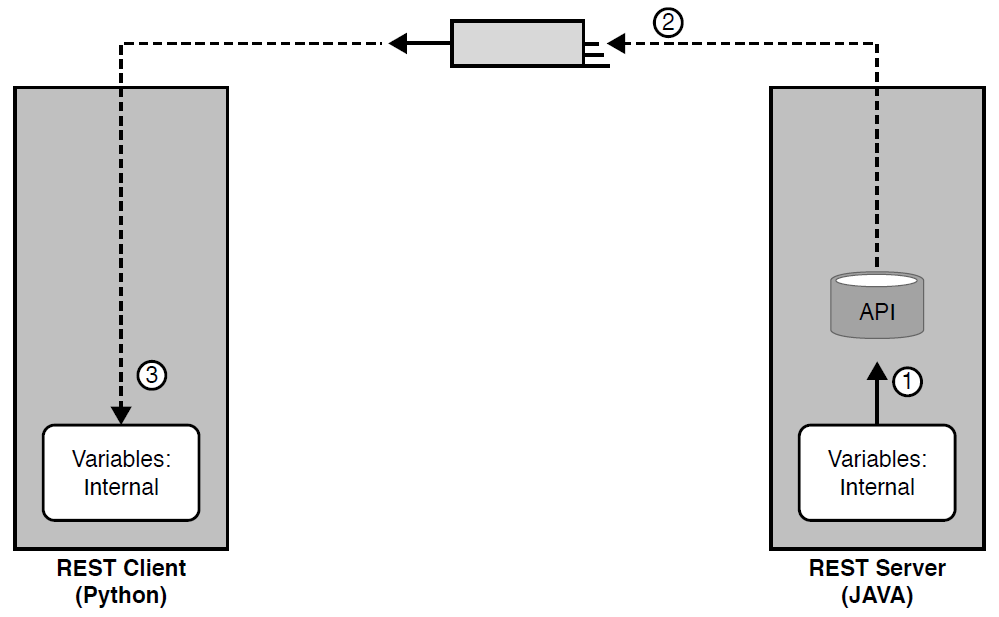 ②
API
③
①
Variables:
Internal
Variables:
Internal
REST Client
(Python)
REST Server
(JAVA)